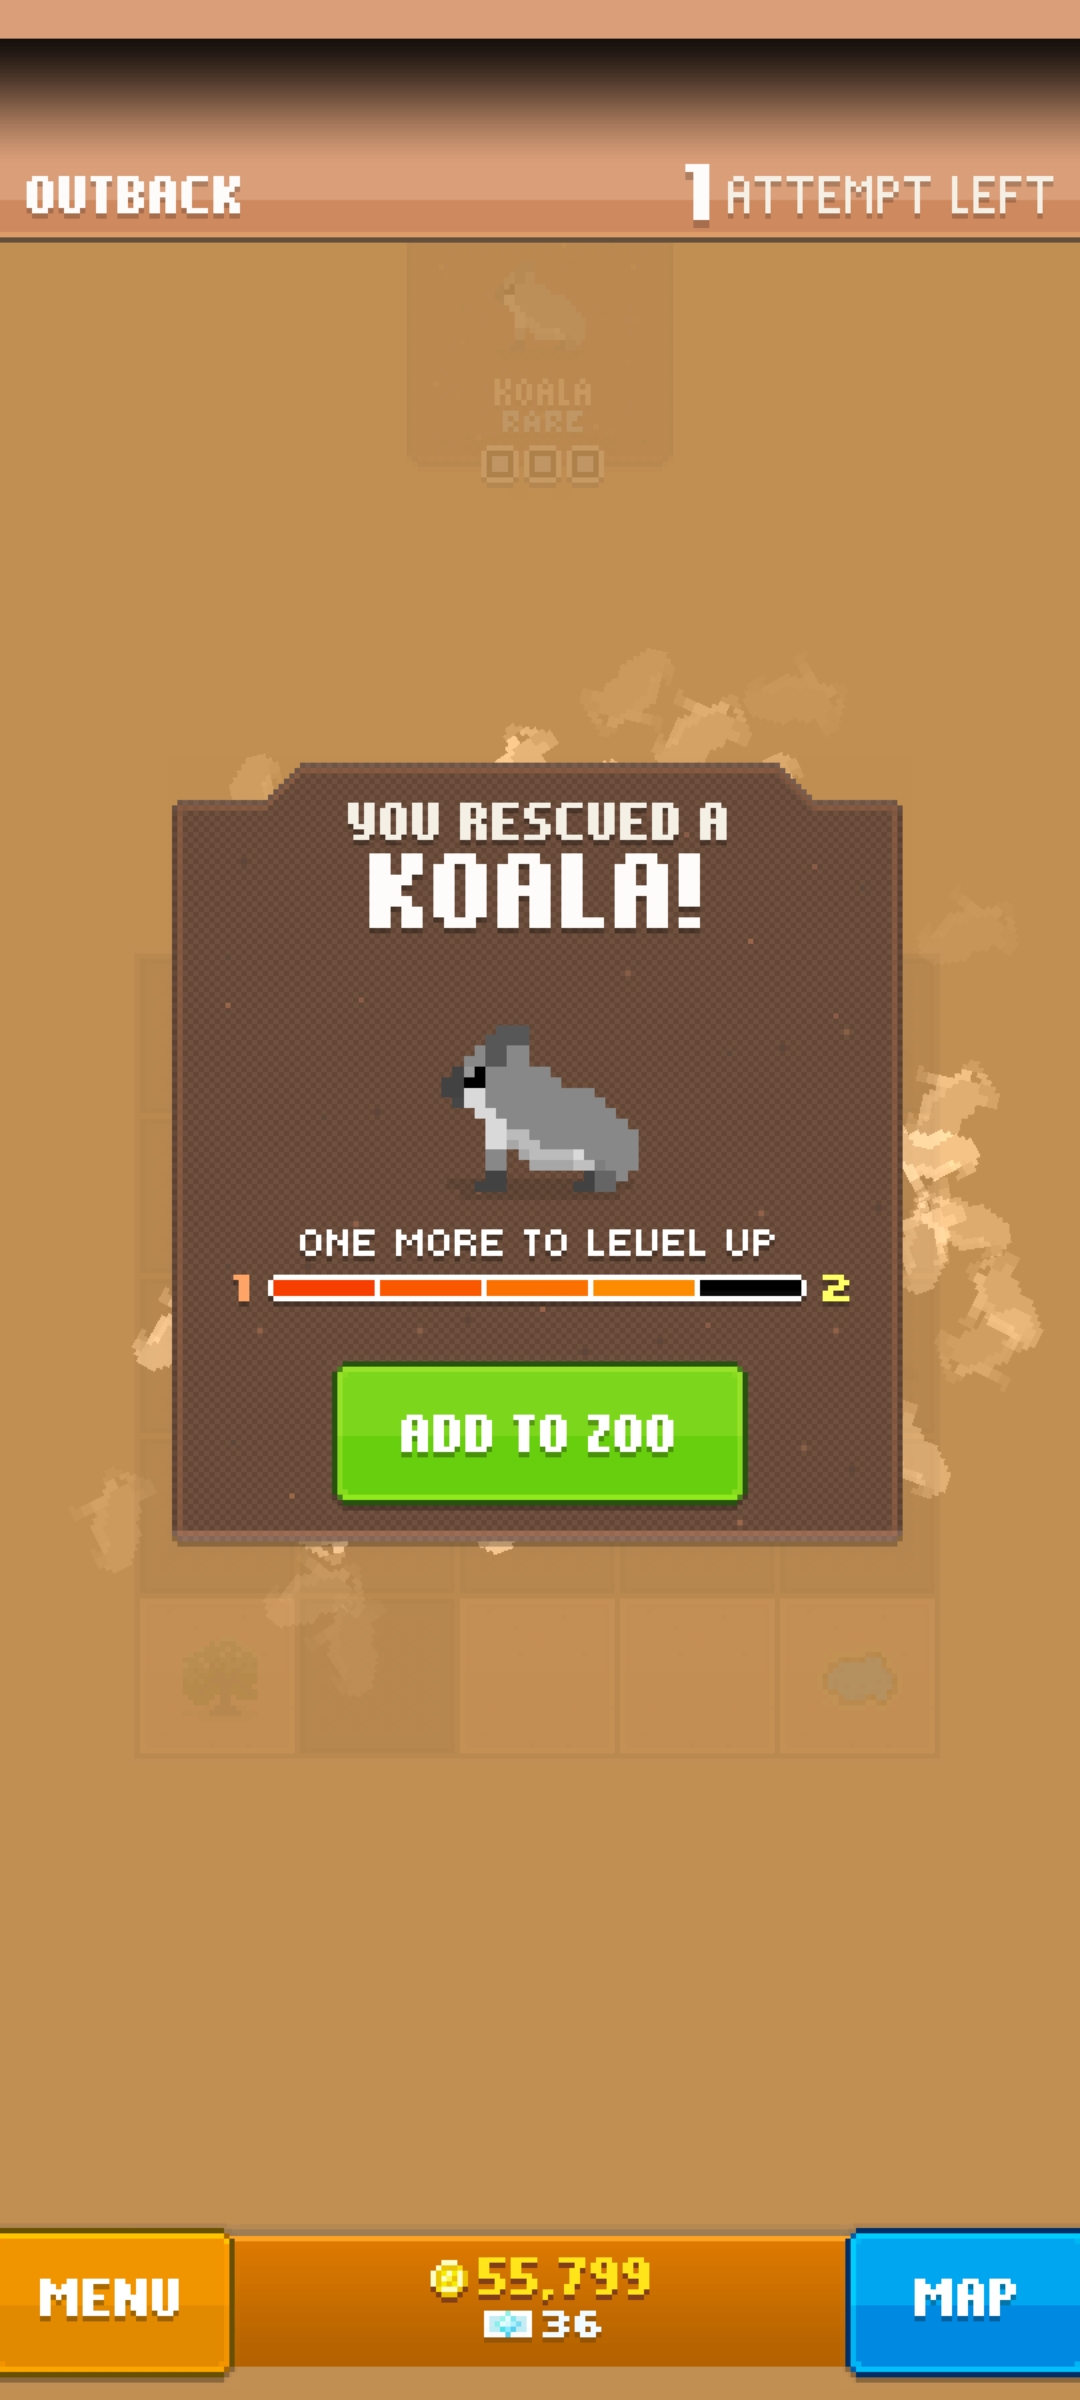 OUTBACK
1 ATTEMPT LEFT
KOALA
RARE
YOU RESCUED A
KOALA!
ONE MORE TO LEVEL UP
1 2
ADD TO ZOO
MENU
55,799
36
MAP